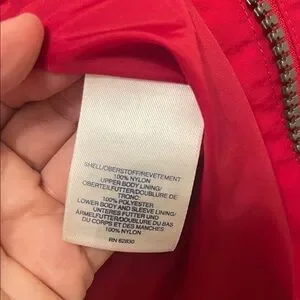 SHELL/OBERSTOFF/REVÊTEMENT
100% NYLON
UPPER BODY LINING/
OBERTEILFUTTER/DOUBLURE DE
TRONC:
100% POLYESTER
LOWER BODY AND SLEEVE LINING/
UNTERES FUTTER UND
ÄRMELFUTTER/DOUBLURE DU BAS
DU CORPS ET DES MANCHES
100% NYLON
RN 62830